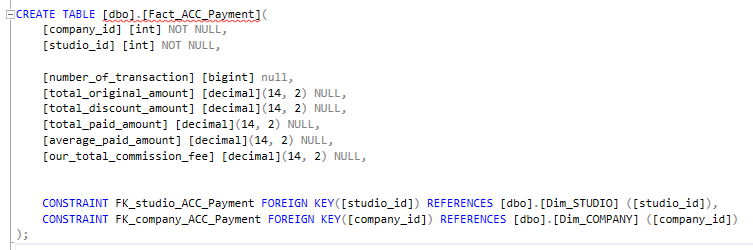 CREATE TABLE [dbo].[Fact_ACC_Payment](
[company_id] [int] NOT NULL,
[studio_id] [int] NOT NULL,
[number_of_transaction] [bigint] null,
[total_original_amount] [decimal](14, 2) NULL,
[total_discount_amount] [decimal](14, 2) NULL,
[total_paid_amount] [decimal](14, 2) NULL,
[average_paid_amount] [decimal](14, 2) NULL,
[our_total_commission_fee] [decimal](14, 2) NULL,
CONSTRAINT FK_studio_ACC_Payment FOREIGN KEY([studio_id]) REFERENCES [dbo].[Dim_STUDIO] ([studio_id]),
CONSTRAINT FK_company_ACC_Payment FOREIGN KEY([company_id]) REFERENCES [dbo].[Dim_COMPANY] ([company_id])
);